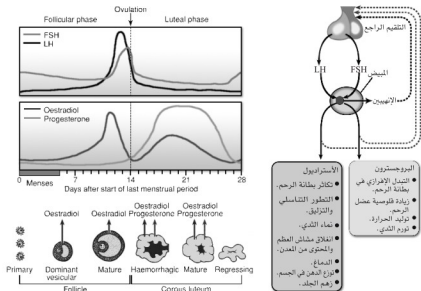 Ovulation
Follicular phase
Luteal phase
FSH
LH
Oestradiol
Progesterone
Menses
7
14
21
28
Days after start of last menstrual period
Oestradiol
Oestradiol
Oestradiol Progesterone
Oestradiol Progesterone
Primary
Dominant vesicular
Mature
Haemorrhagic
Mature
Regressing
Follicle
Corpus luteum
التلقيم الراجع
LH
FSH
المبيض
الإنهيبين
الأستراديول
تكاثر بطانة الرحم.
التطور التناسلي
والتزليق.
نماء الثدي.
انغلاق مشاش العظم
والمحتوى من المعدن.
الدماغ.
توزع الدهن في الجسم.
زهم الجلد.
البروجسترون
التبدل الإفرازي في
بطانة الرحم.
زيادة قلوصية عضل
الرحم.
توليد الحرارة.
تورم الثدي.